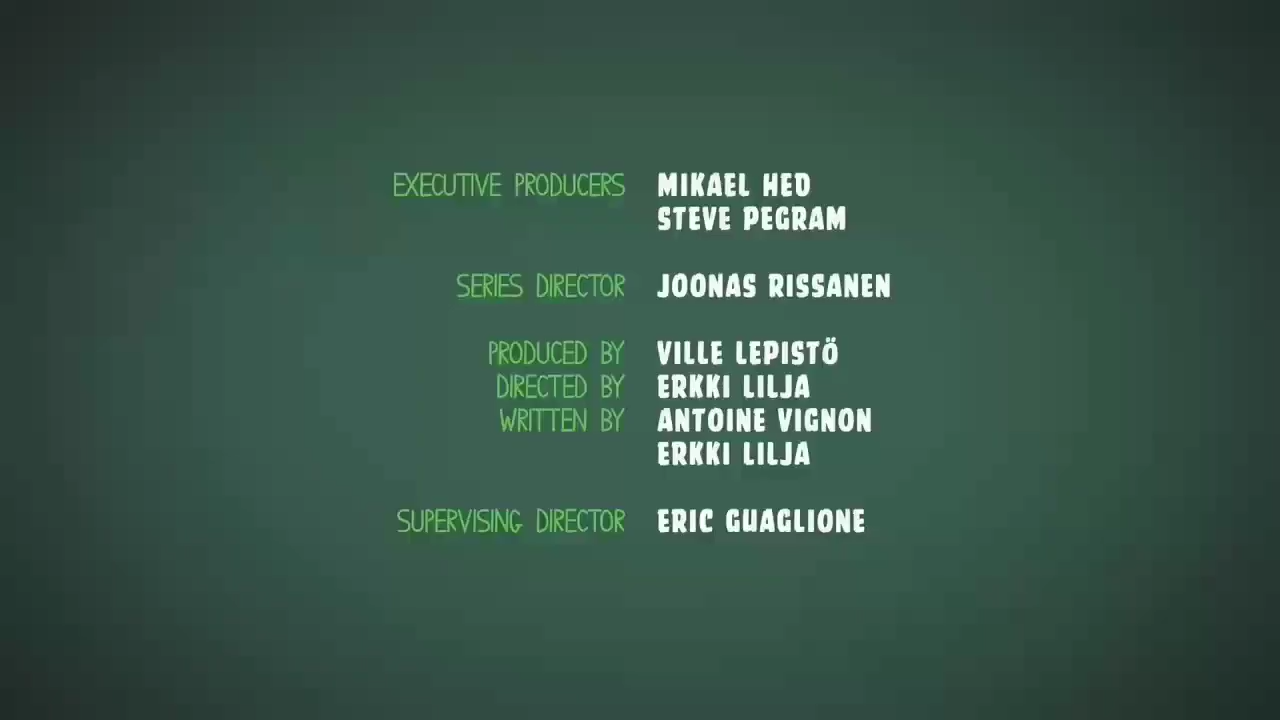 EXECUTIVE PRODUCERS MIKAEL HED
STEVE PEGRAM
SERIES DIRECTOR JOONAS RISSANEN
PRODUCED BY VILLE LEPISTÖ
DIRECTED BY ERKKI LILJA
WRITTEN BY ANTOINE VIGNON
ERKKI LILJA
SUPERVISING DIRECTOR ERIC GUAGLIONE